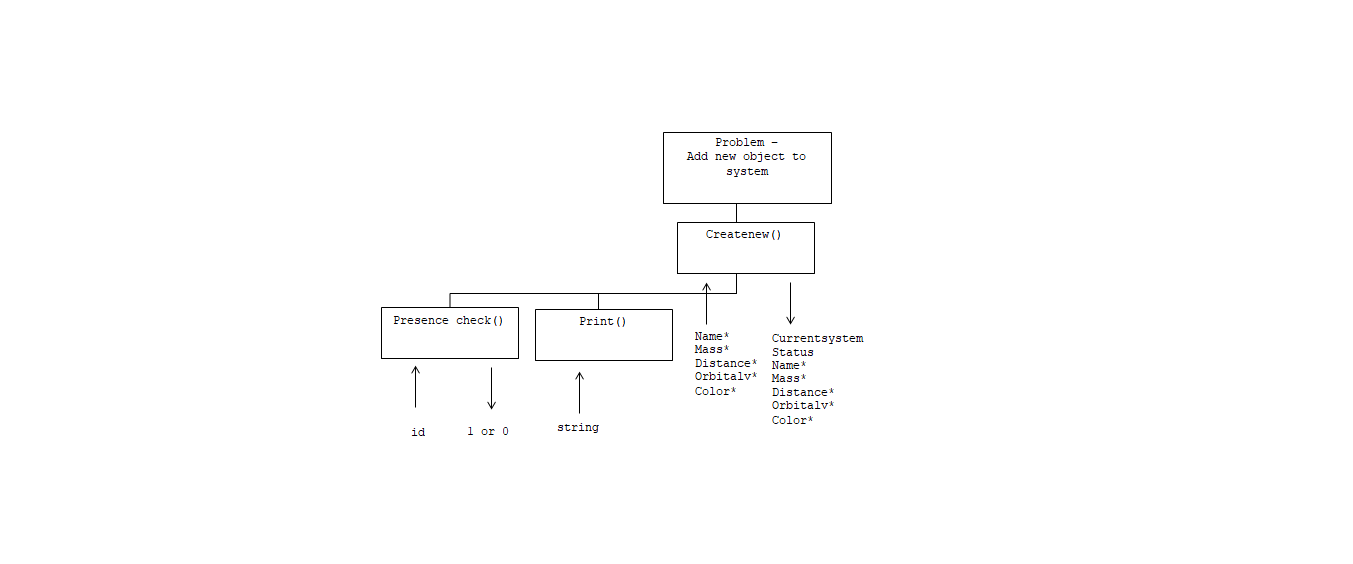 Problem –
Add new object to
system
Createnew()
Presence check()
Print()
Name*
Mass*
Distance*
Orbitalv*
Color*
Currentsystem
Status
Name*
Mass*
Distance*
Orbitalv*
Color*
id
1 or 0
string